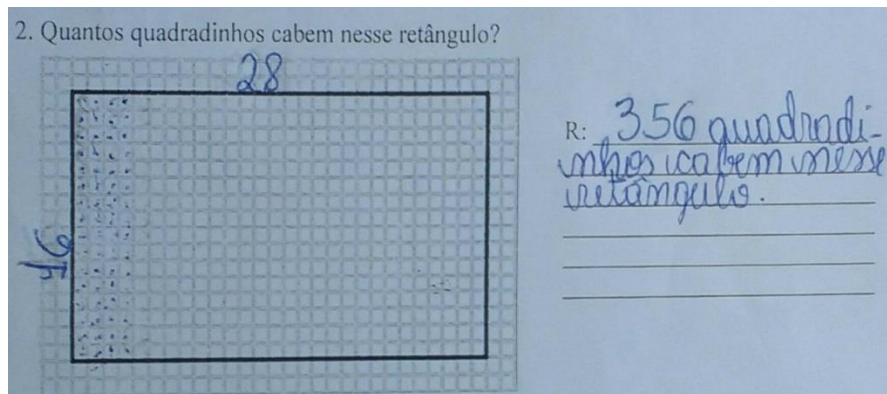 2. Quantos quadradinhos cabem nesse retângulo?
28
16
R: 356 quadradi-
nhos cabem nesse
retângulo.